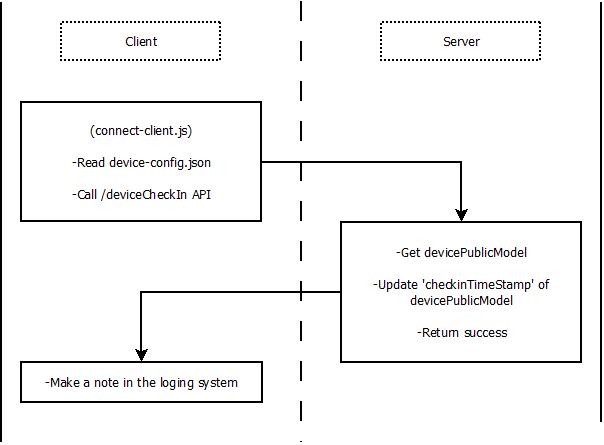 Client
Server
(connect-client.js)
-Read device-config.json
-Call /deviceCheckIn API
-Get devicePublicModel
-Update 'checkinTimeStamp' of
devicePublicModel
-Return success
-Make a note in the loging system